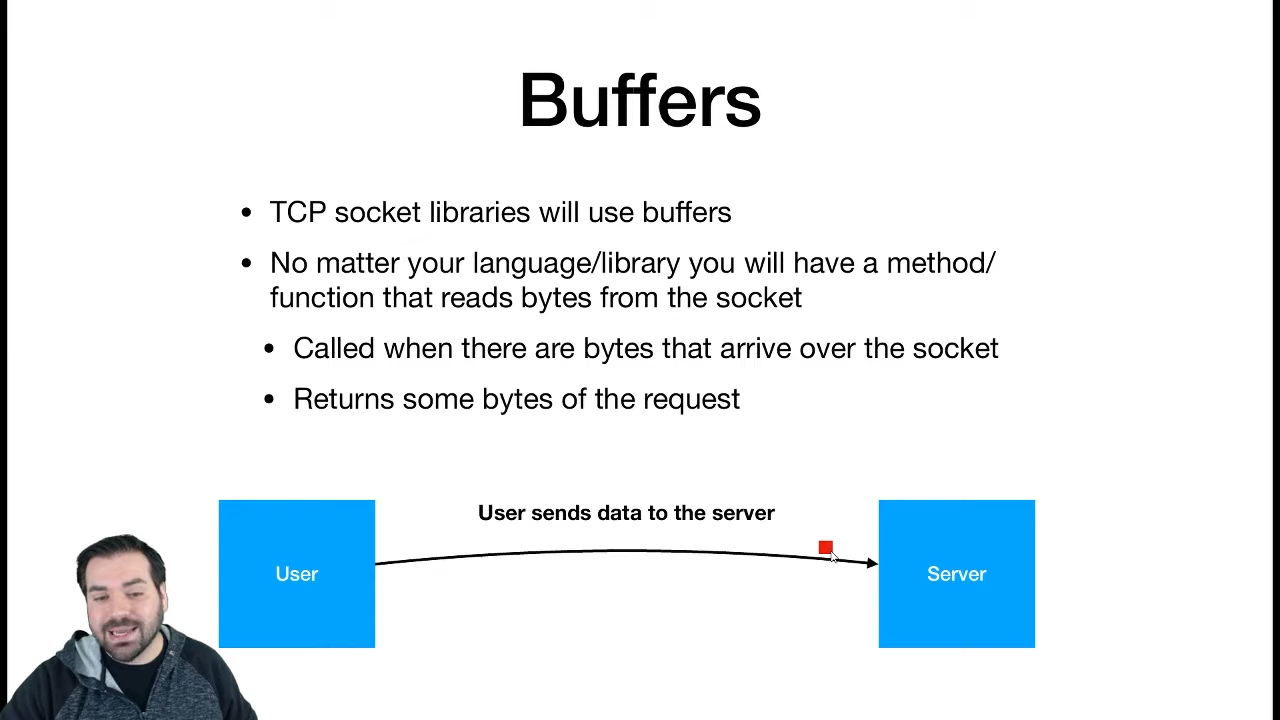 Buffers
• TCP socket libraries will use buffers
• No matter your language/library you will have a method/
function that reads bytes from the socket
• Called when there are bytes that arrive over the socket
• Returns some bytes of the request
User sends data to the server
User
Server